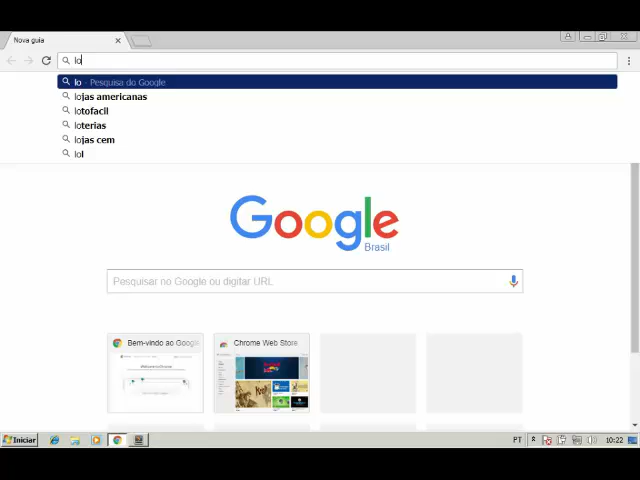 Nova guia
lo
lo - Pesquisa do Google
lojas americanas
lotofacil
loterias
lojas cem
lol
Google
Brasil
Pesquisar no Google ou digitar URL
Bem-vindo ao Google
Chrome Web Store
Iniciar
PT
10:22